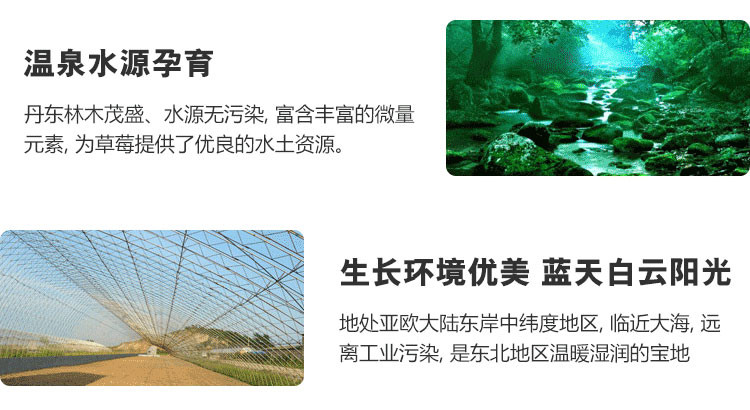 温泉水源孕育
丹东林木茂盛、水源无污染, 富含丰富的微量
元素, 为草莓提供了优良的水土资源。
生长环境优美 蓝天白云阳光
地处亚欧大陆东岸中纬度地区, 临近大海, 远
离工业污染, 是东北地区温暖湿润的宝地